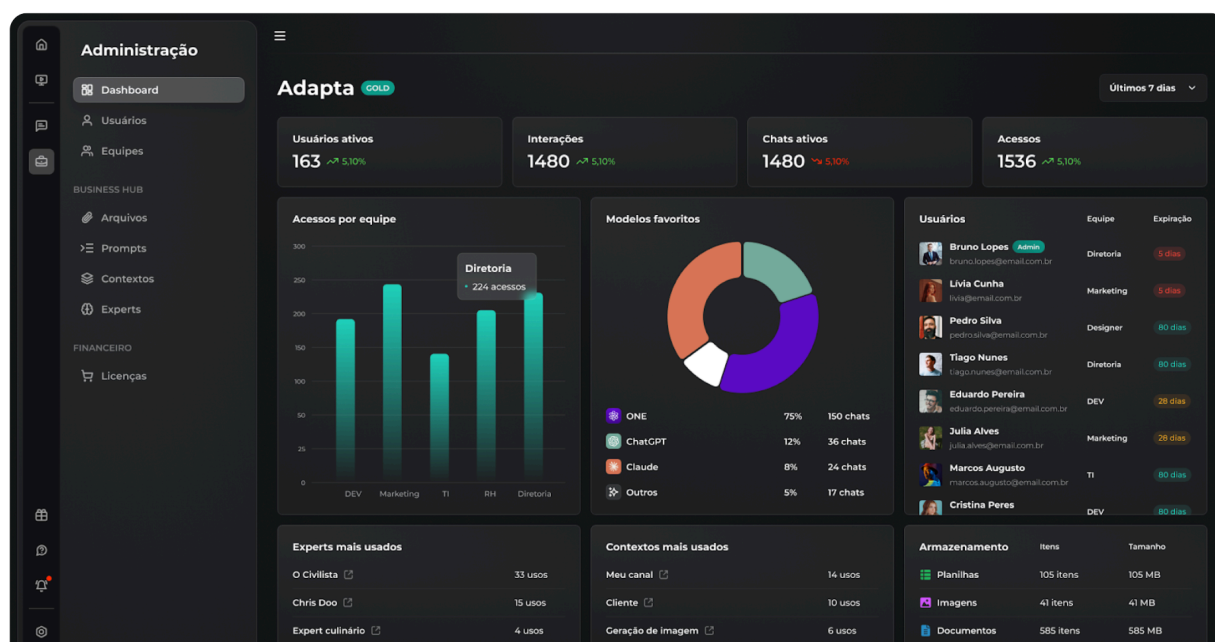 Administração
Dashboard
Usuários
Equipes
BUSINESS HUB
Arquivos
Prompts
Contextos
Experts
FINANCEIRO
Licenças
Adapta GOLD
Últimos 7 dias
Usuários ativos
163 5,10%
Interações
1480 5,10%
Chats ativos
1480 5,10%
Acessos
1536 5,10%
Acessos por equipe
300
250
200
150
100
50
25
0
Diretoria
224 acessos
DEV Marketing TI RH Diretoria
Modelos favoritos
ONE 75% 150 chats
ChatGPT 12% 36 chats
Claude 8% 24 chats
Outros 5% 17 chats
Usuários Equipe Expiração
Bruno Lopes Admin
bruno.lopes@email.com.br
Diretoria 5 dias
Lívia Cunha
livia@email.com.br
Marketing 5 dias
Pedro Silva
pedro.silva@email.com.br
Designer 80 dias
Tiago Nunes
tiago.nunes@email.com.br
Diretoria 80 dias
Eduardo Pereira
eduardo.pereira@email.com.br
DEV 28 dias
Julia Alves
julia.alves@email.com.br
Marketing 28 dias
Marcos Augusto
marcos.augusto@email.com.br
TI 80 dias
Cristina Peres
DEV 80 dias
Experts mais usados
O Civilista 33 usos
Chris Doo 15 usos
Expert culinário 4 usos
Contextos mais usados
Meu canal 14 usos
Cliente 10 usos
Geração de imagem 6 usos
Armazenamento Itens Tamanho
Planilhas 105 itens 105 MB
Imagens 41 itens 41 MB
Documentos 585 itens 585 MB